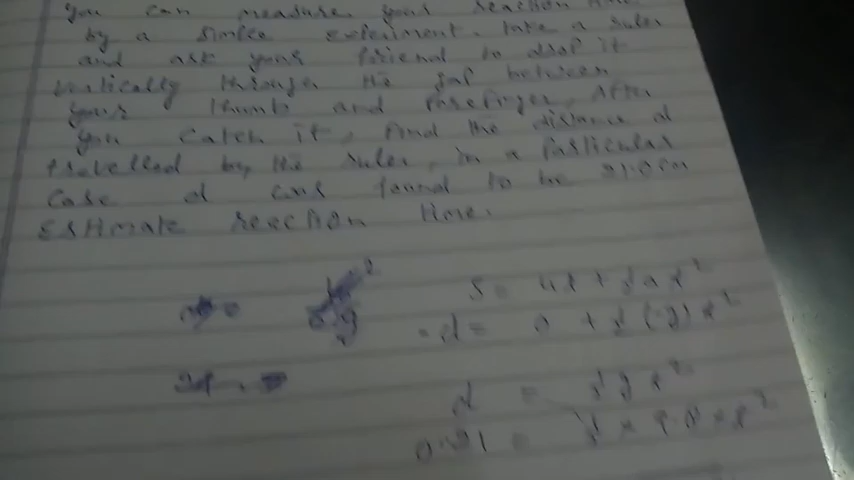 you can measure your reaction time
by a simple experiment. take a ruler
and ask your friend to drop it
vertically through the gap between
your thumb and forefinger. After
you catch it, find the distance d
travelled by the ruler, in a particular
case d was found to be 21.0 cm
Estimate reaction time.
s = ut + ½ a t²
-d = 0 + ½ (-g) t²
d = ½ g t²
0.21 = ½ × 9.8 × t²